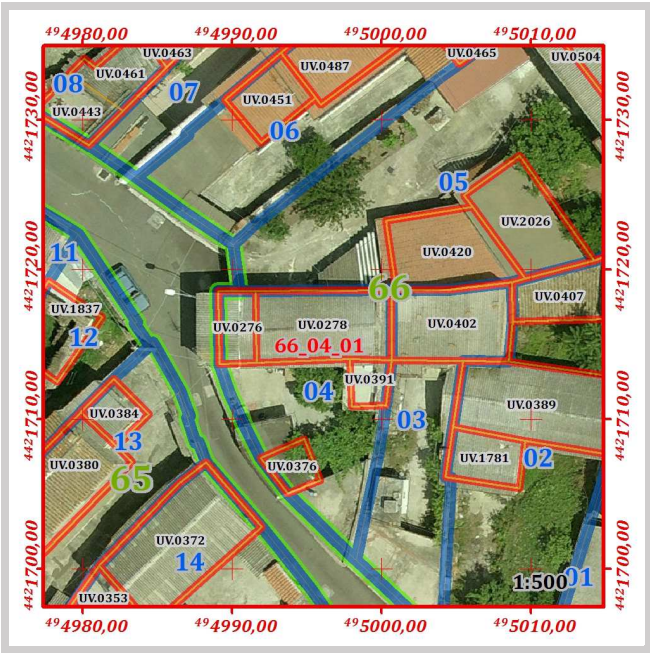 ⁴⁹4980,00 ⁴⁹4990,00 ⁴⁹5000,00 ⁴⁹5010,00
UV.0463 UV.0465 UV.0504
UV.0461 UV.0487
08 07
UV.0451
UV.0443
⁴⁴²1730,00 ⁴⁴²1730,00
06
05
UV.2026
11 UV.0420
⁴⁴²1720,00 ⁴⁴²1720,00
66
UV.0407
UV.1837
UV.0276 UV.0278 UV.0402
12 66_04_01
UV.0391
04
UV.0389
⁴⁴²1710,00 ⁴⁴²1710,00
UV.0384 03
13
UV.0380 UV.0376 UV.1781 02
65
UV.0372
14
⁴⁴²1700,00 ⁴⁴²1700,00
1:500 01
UV.0353
⁴⁹4980,00 ⁴⁹4990,00 ⁴⁹5000,00 ⁴⁹5010,00